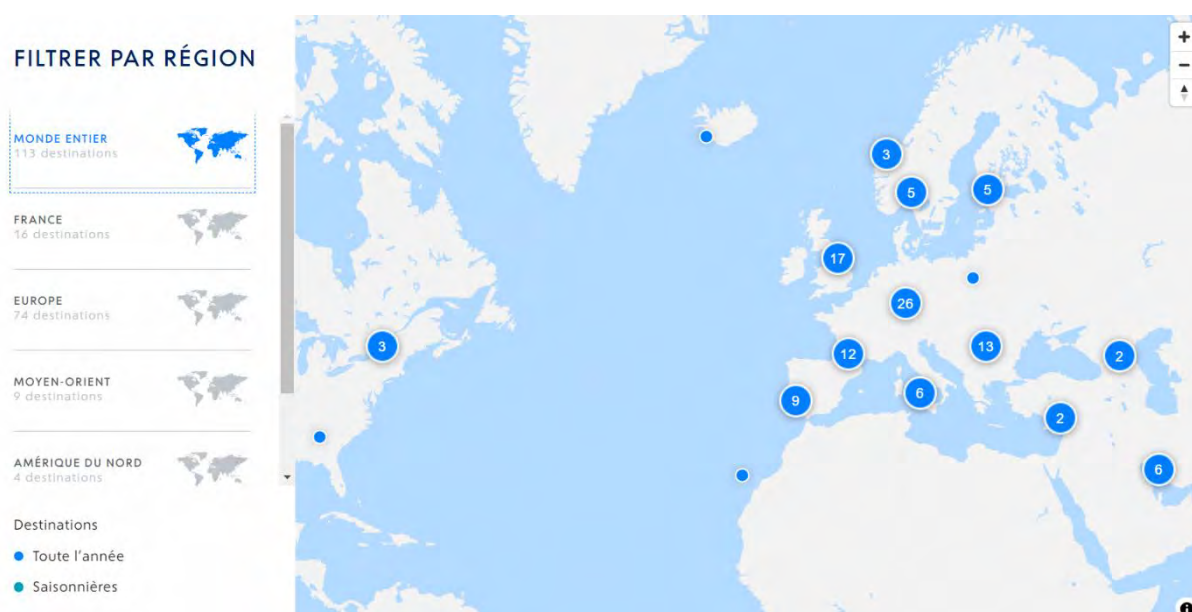 FILTRER PAR RÉGION
MONDE ENTIER
113 destinations
FRANCE
16 destinations
EUROPE
74 destinations
MOYEN-ORIENT
9 destinations
AMÉRIQUE DU NORD
4 destinations
Destinations
Toute l'année
Saisonnières
+
−
3
5
5
17
26
3
12
13
2
9
6
2
6
i